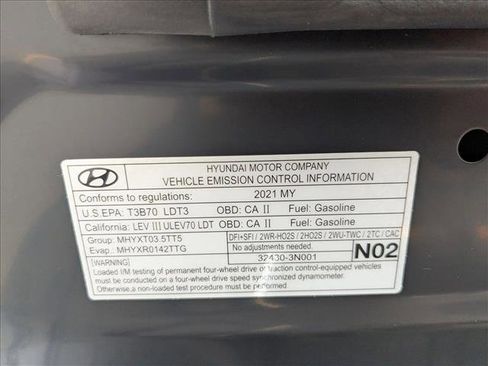 HYUNDAI MOTOR COMPANY
VEHICLE EMISSION CONTROL INFORMATION
Conforms to regulations: 2021 MY
U.S.EPA: T3B70 LDT3 OBD: CA II Fuel: Gasoline
California: LEV III ULEV70 LDT OBD: CA II Fuel: Gasoline
Group: MHYXT03.5TT5
Evap: MHYXR0142TTG
DFI+SFI / 2WR-HO2S / 2HO2S / 2WU-TWC / 2TC / CAC
No adjustments needed.
32430-3N001
N02
[WARNING]
Loaded I/M testing of permanent four-wheel drive or traction control-equipped vehicles
must be conducted on a four-wheel drive speed synchronized dynamometer.
Otherwise, a non-loaded test procedure must be performed.